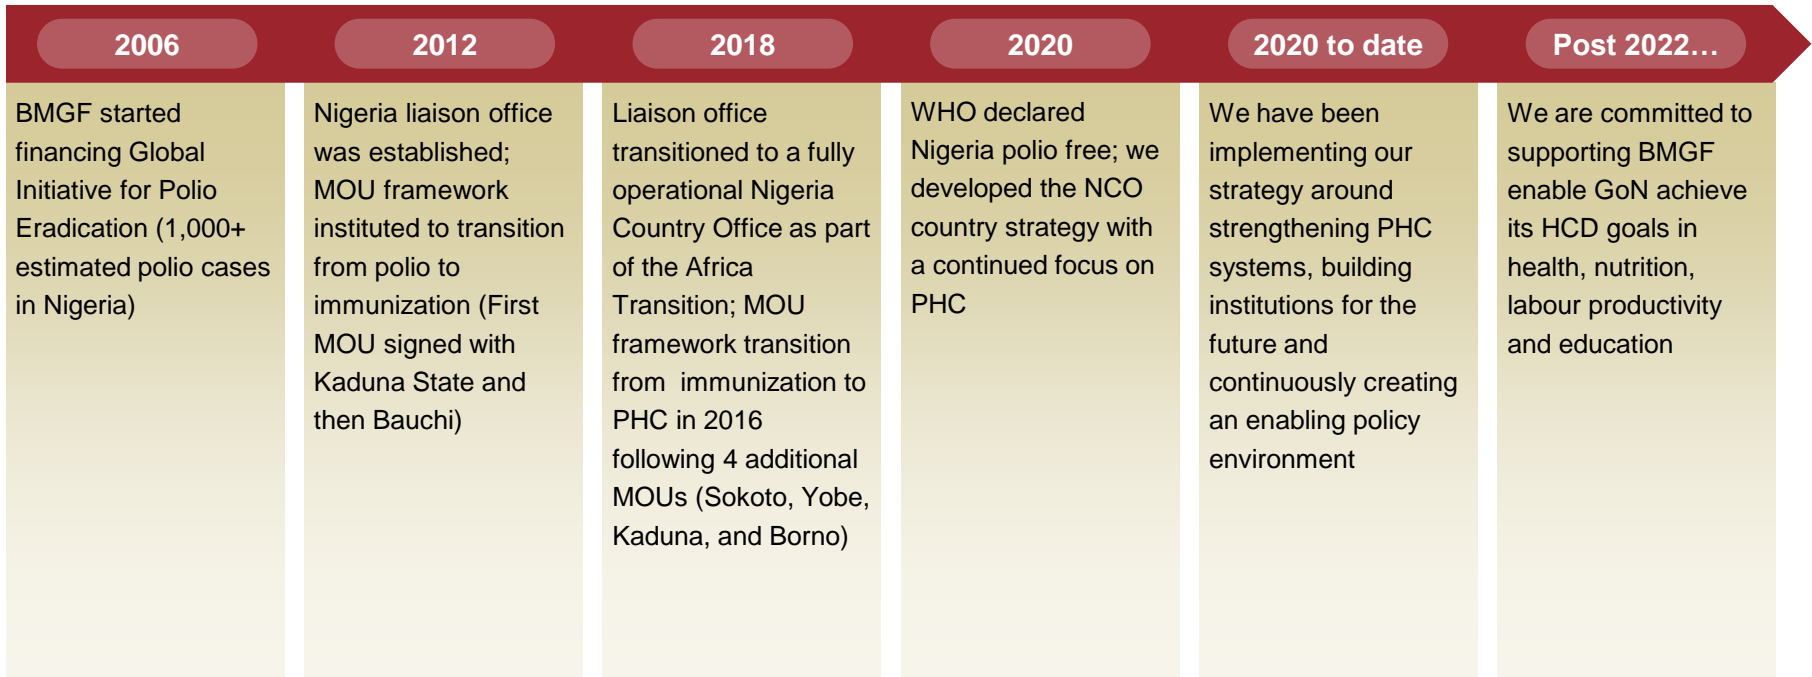 2006
BMGF started
financing Global
Initiative for Polio
Eradication (1,000+
estimated polio cases
in Nigeria)
2012
Nigeria liaison office
was established;
MOU framework
instituted to transition
from polio to
immunization (First
MOU signed with
Kaduna State and
then Bauchi)
2018
Liaison office
transitioned to a fully
operational Nigeria
Country Office as part
of the Africa
Transition; MOU
framework transition
from immunization to
PHC in 2016
following 4 additional
MOUs (Sokoto, Yobe,
Kaduna, and Borno)
2020
WHO declared
Nigeria polio free; we
developed the NCO
country strategy with
a continued focus on
PHC
2020 to date
We have been
implementing our
strategy around
strengthening PHC
systems, building
institutions for the
future and
continuously creating
an enabling policy
environment
Post 2022…
We are committed to
supporting BMGF
enable GoN achieve
its HCD goals in
health, nutrition,
labour productivity
and education